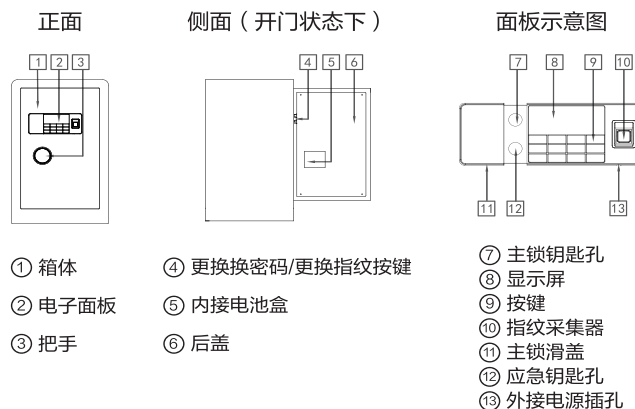 正面
1 2 3
① 箱体
② 电子面板
③ 把手
侧面（开门状态下）
4 5 6
④ 更换换密码/更换指纹按键
⑤ 内接电池盒
⑥ 后盖
面板示意图
7 8 9 10
11 12 13
⑦ 主锁钥匙孔
⑧ 显示屏
⑨ 按键
⑩ 指纹采集器
⑪ 主锁滑盖
⑫ 应急钥匙孔
⑬ 外接电源插孔